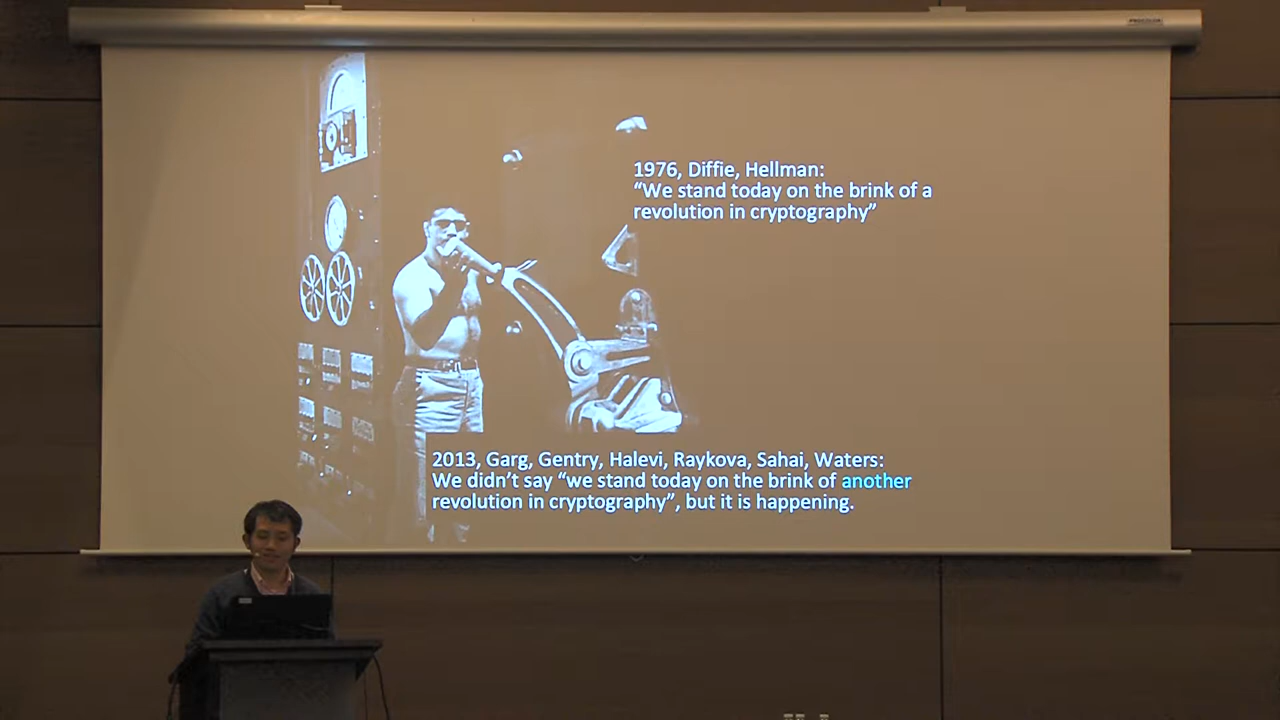 1976, Diffie, Hellman:
“We stand today on the brink of a
revolution in cryptography”
2013, Garg, Gentry, Halevi, Raykova, Sahai, Waters:
We didn’t say “we stand today on the brink of another
revolution in cryptography”, but it is happening.